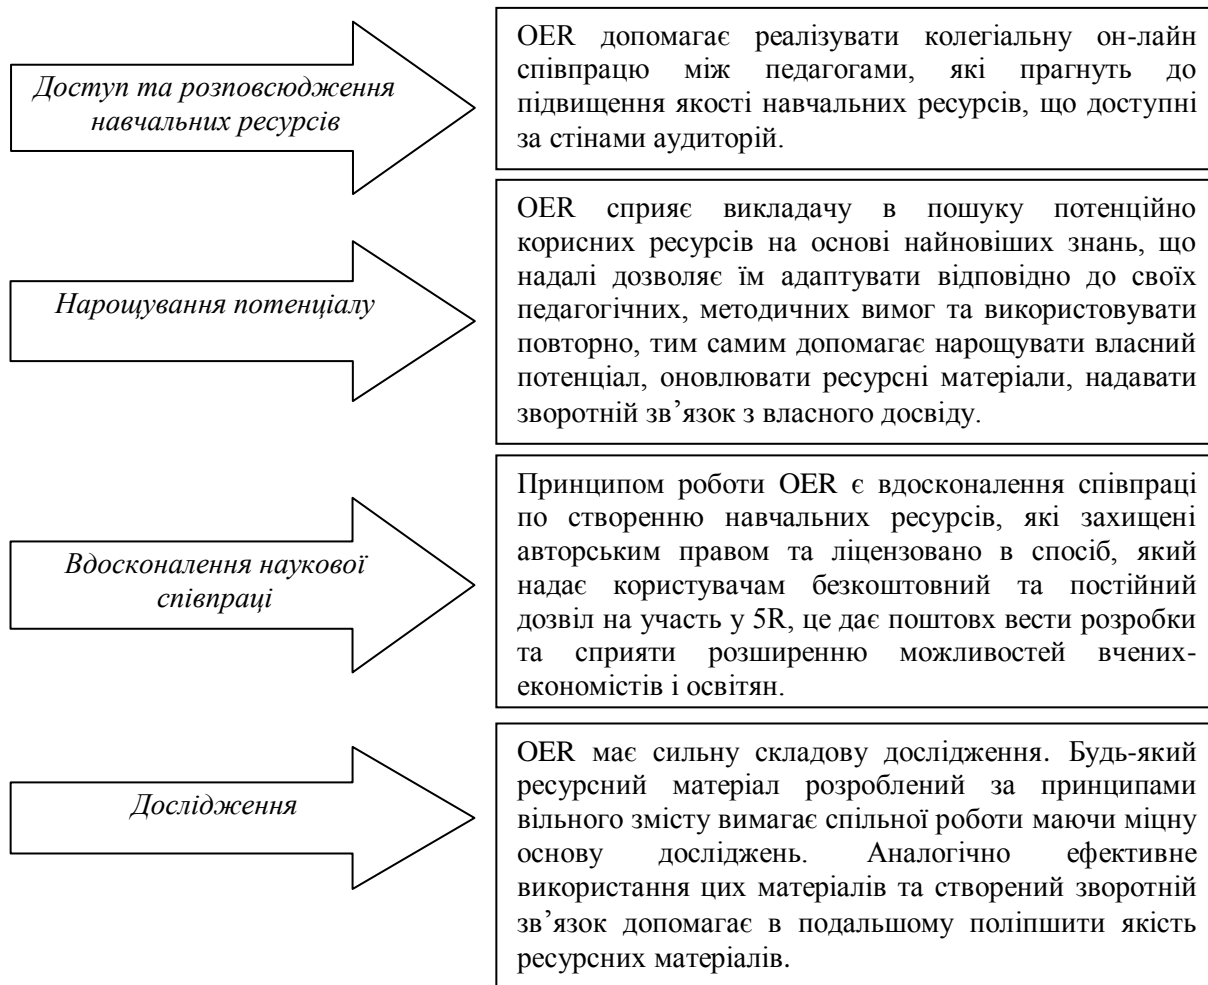 Доступ та розповсюдження
навчальних ресурсів
OER допомагає реалізувати колегіальну он-лайн
співпрацю між педагогами, які прагнуть до
підвищення якості навчальних ресурсів, що доступні
за стінами аудиторій.
Нарощування потенціалу
OER сприяє викладачу в пошуку потенційно
корисних ресурсів на основі найновіших знань, що
надалі дозволяє їм адаптувати відповідно до своїх
педагогічних, методичних вимог та використовувати
повторно, тим самим допомагає нарощувати власний
потенціал, оновлювати ресурсні матеріали, надавати
зворотній зв’язок з власного досвіду.
Вдосконалення наукової
співпраці
Принципом роботи OER є вдосконалення співпраці
по створенню навчальних ресурсів, які захищені
авторським правом та ліцензовано в спосіб, який
надає користувачам безкоштовний та постійний
дозвіл на участь у 5R, це дає поштовх вести розробки
та сприяти розширенню можливостей вчених-
економістів і освітян.
Дослідження
OER має сильну складову дослідження. Будь-який
ресурсний матеріал розроблений за принципами
вільного змісту вимагає спільної роботи маючи міцну
основу досліджень. Аналогічно ефективне
використання цих матеріалів та створений зворотній
зв’язок допомагає в подальшому поліпшити якість
ресурсних матеріалів.